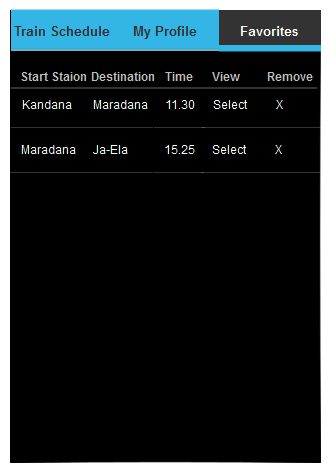 Train Schedule My Profile Favorites
Start Staion Destination Time View Remove
Kandana Maradana 11.30 Select X
Maradana Ja-Ela 15.25 Select X